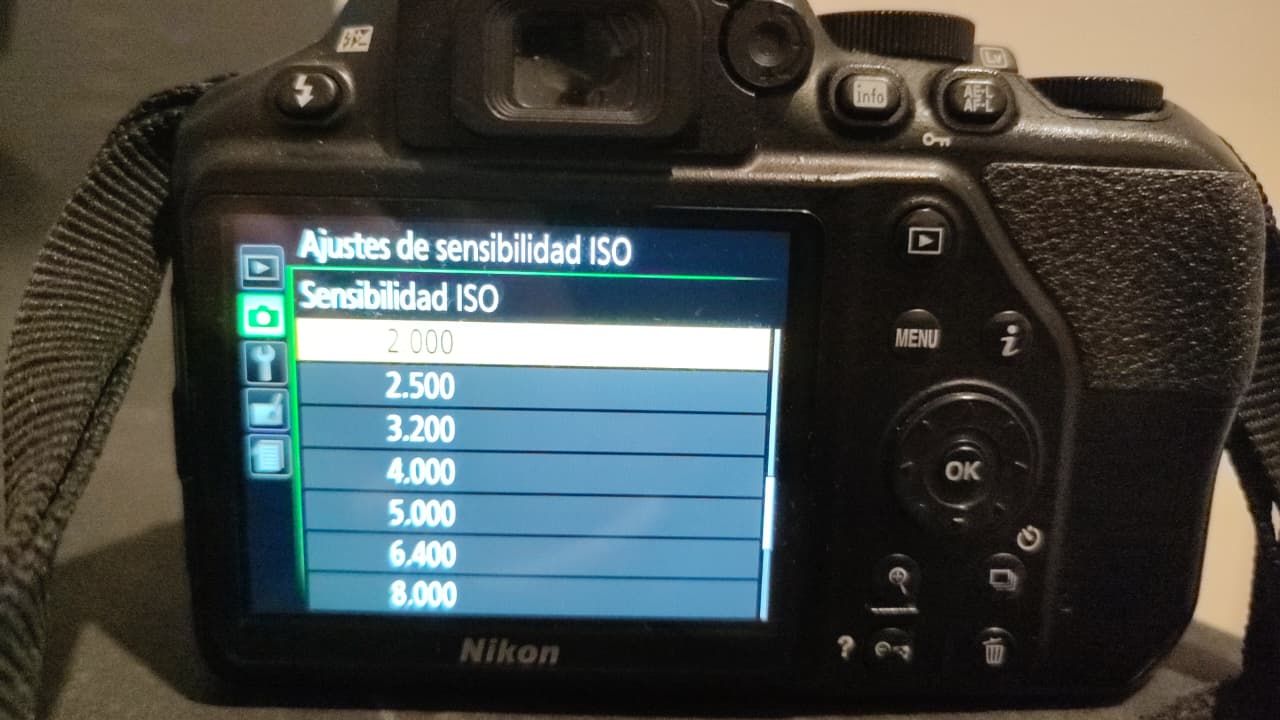 Lv
info
AE-L
AF-L
Ajustes de sensibilidad ISO
Sensibilidad ISO
2 000
2.500
3.200
4.000
5.000
6.400
8.000
MENU
i
OK
?
Nikon